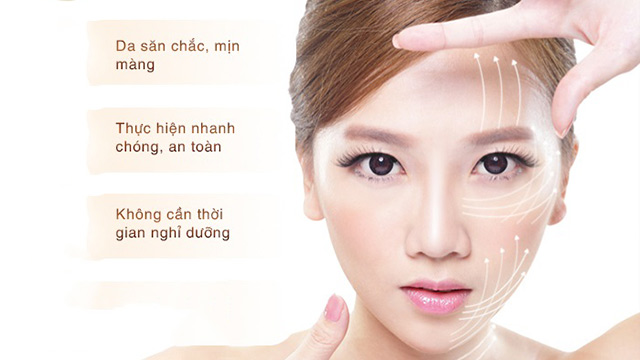 Da săn chắc, mịn
màng
Thực hiện nhanh
chóng, an toàn
Không cần thời
gian nghỉ dưỡng